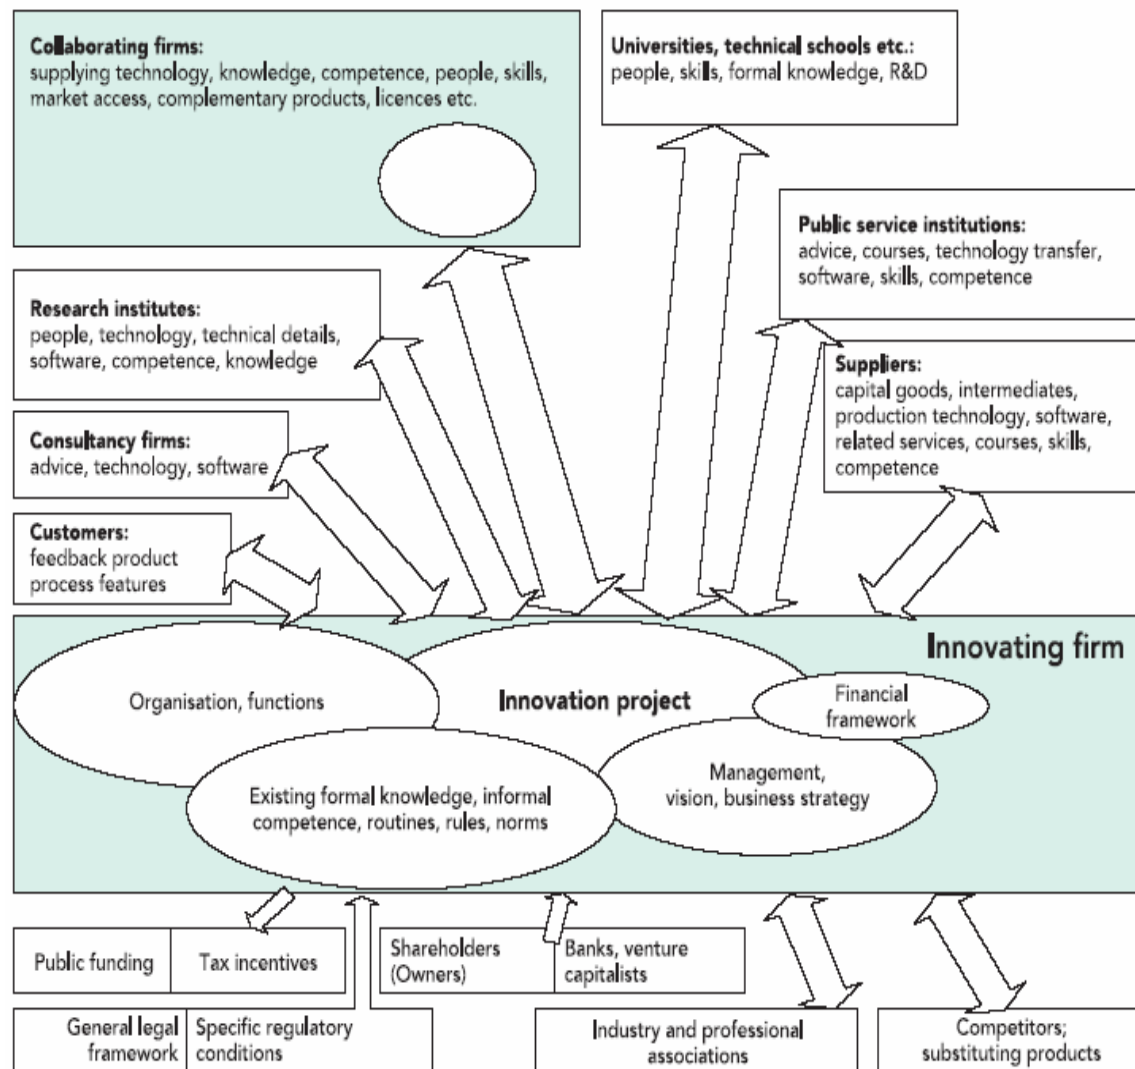 Collaborating firms:
supplying technology, knowledge, competence, people, skills,
market access, complementary products, licences etc.
Universities, technical schools etc.:
people, skills, formal knowledge, R&D
Public service institutions:
advice, courses, technology transfer,
software, skills, competence
Research institutes:
people, technology, technical details,
software, competence, knowledge
Suppliers:
capital goods, intermediates,
production technology, software,
related services, courses, skills,
competence
Consultancy firms:
advice, technology, software
Customers:
feedback product
process features
Innovating firm
Organisation, functions
Innovation project
Financial
framework
Management,
vision, business strategy
Existing formal knowledge, informal
competence, routines, rules, norms
Public funding
Tax incentives
Shareholders
(Owners)
Banks, venture
capitalists
General legal
framework
Specific regulatory
conditions
Industry and professional
associations
Competitors;
substituting products